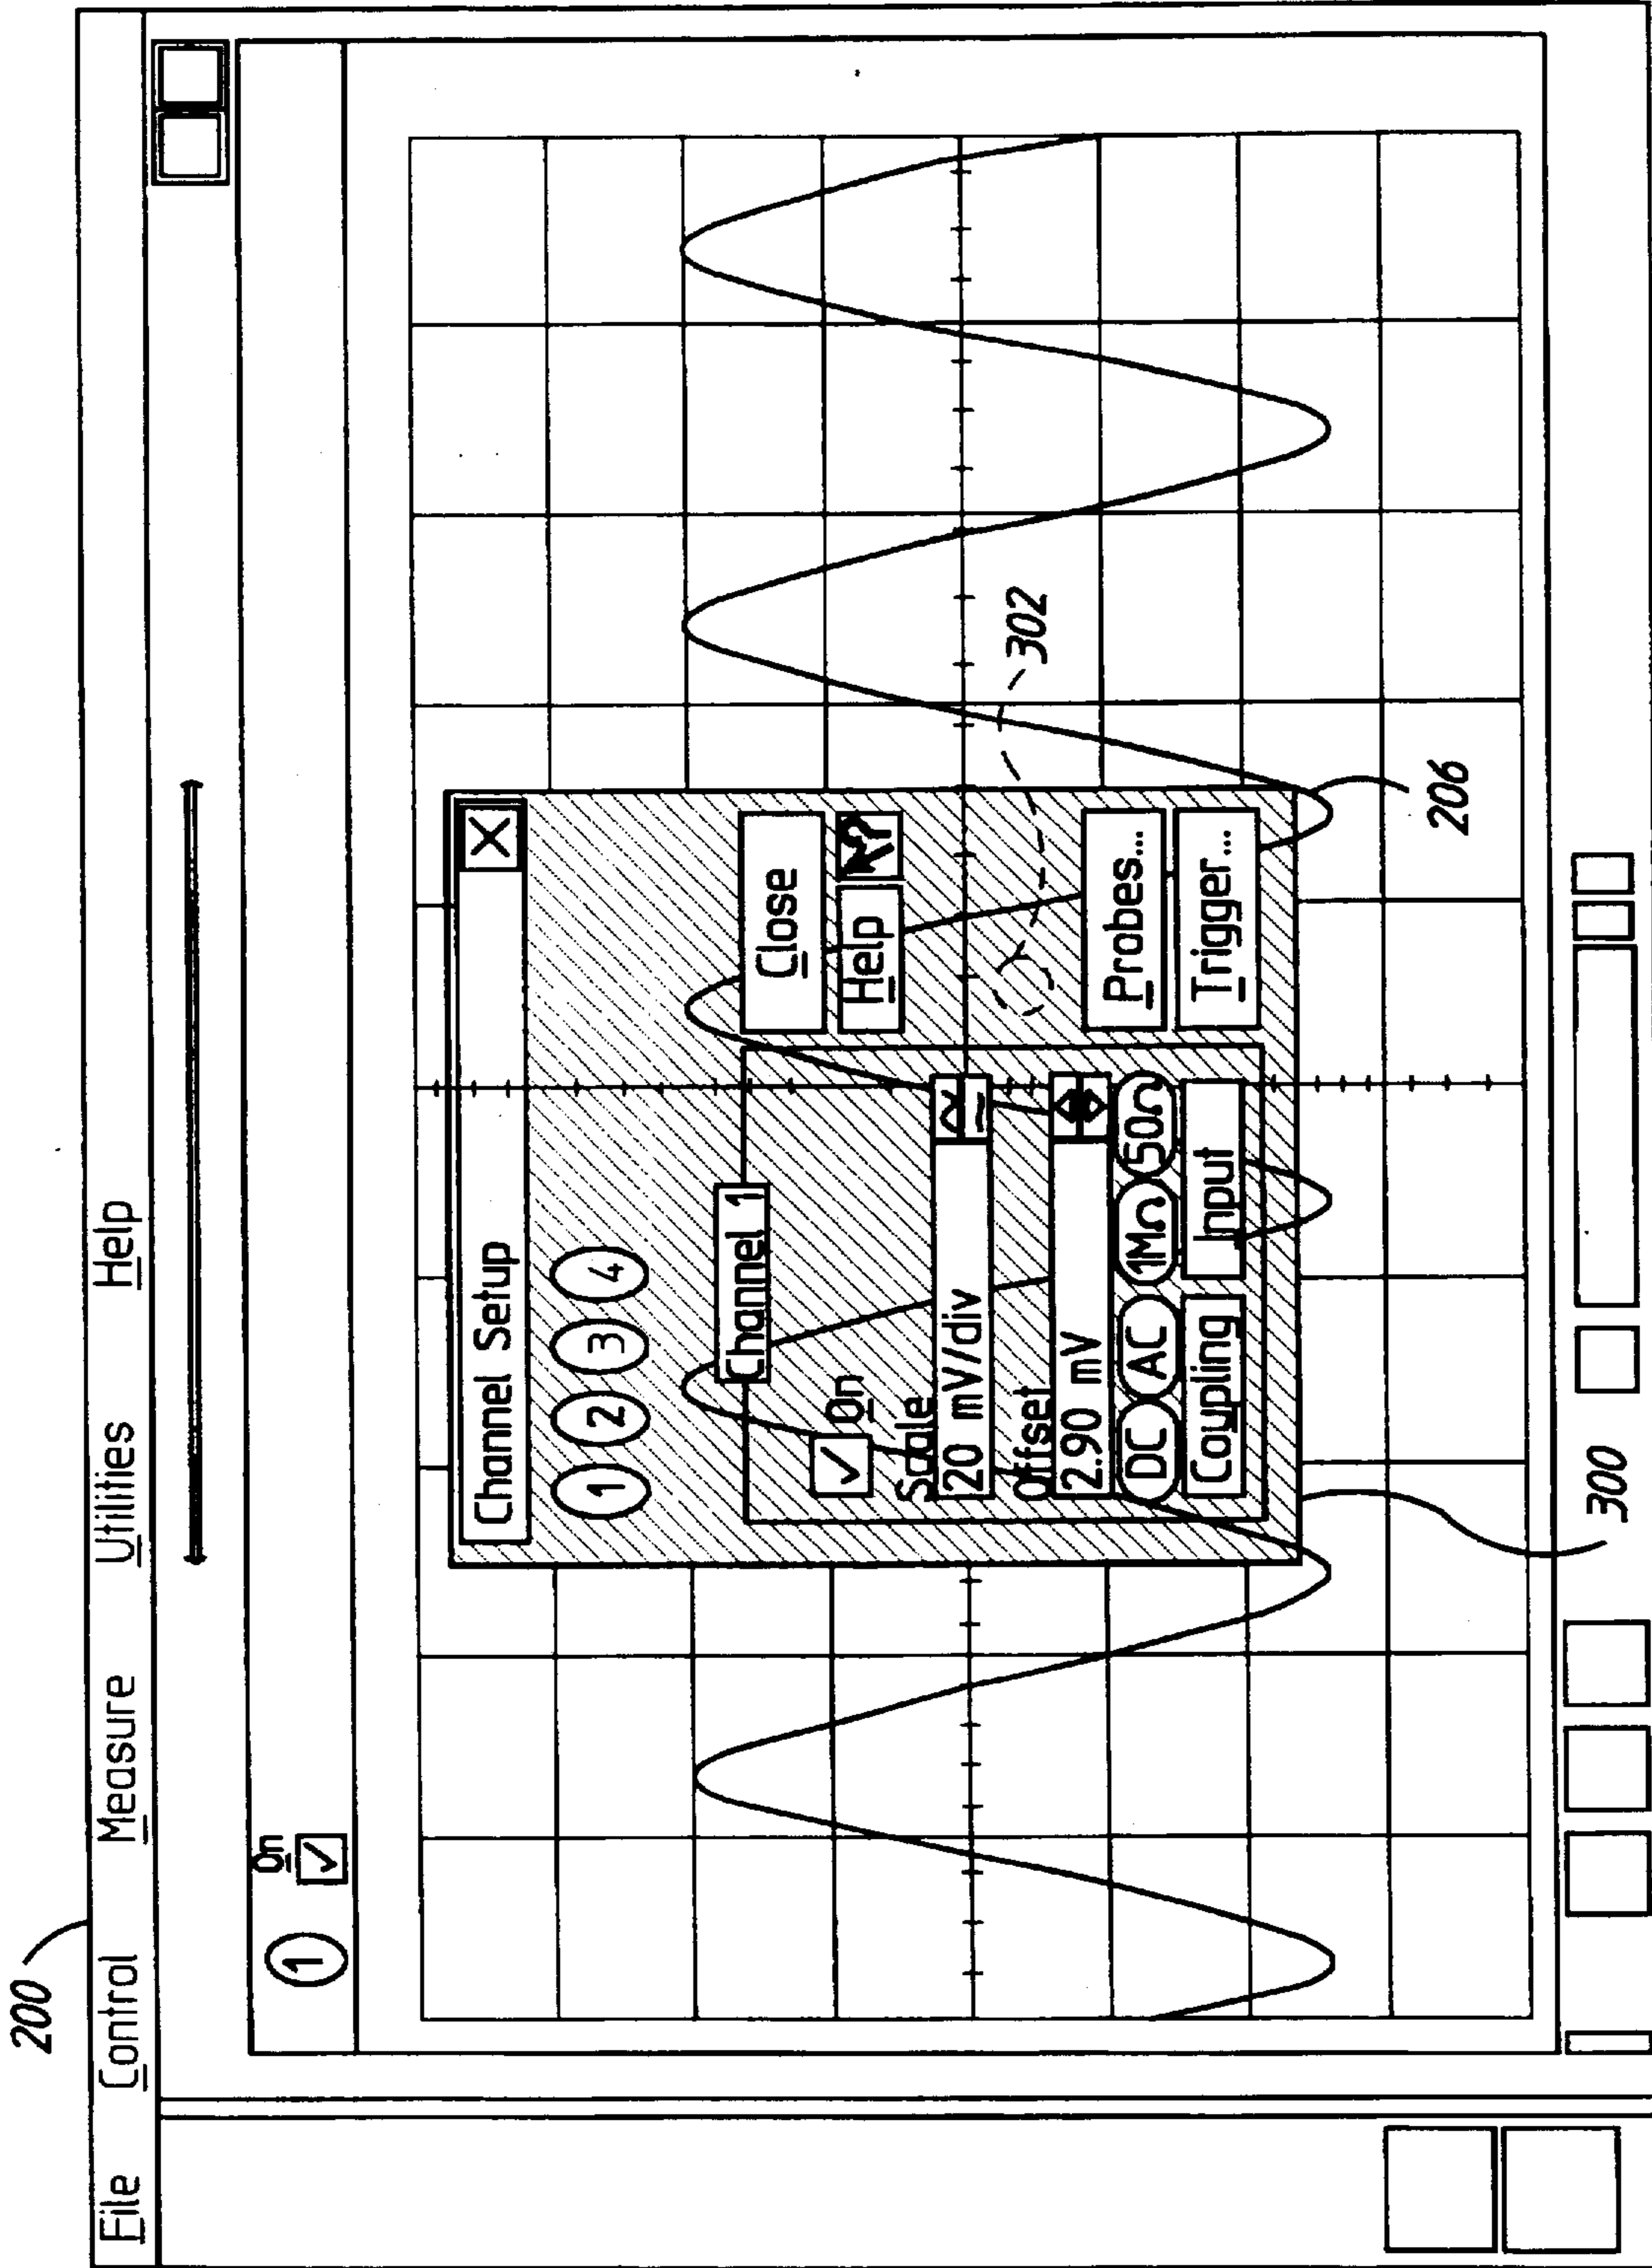 200
File Control Measure Utilities Help
1 On
Channel Setup X
1 2 3 4
Channel 1
On
Close
Help
Scale
20 mV/div
302
Offset
2.90 mV
Probes...
DC AC 1MΩ 50Ω
Coupling Input
Trigger...
206
300